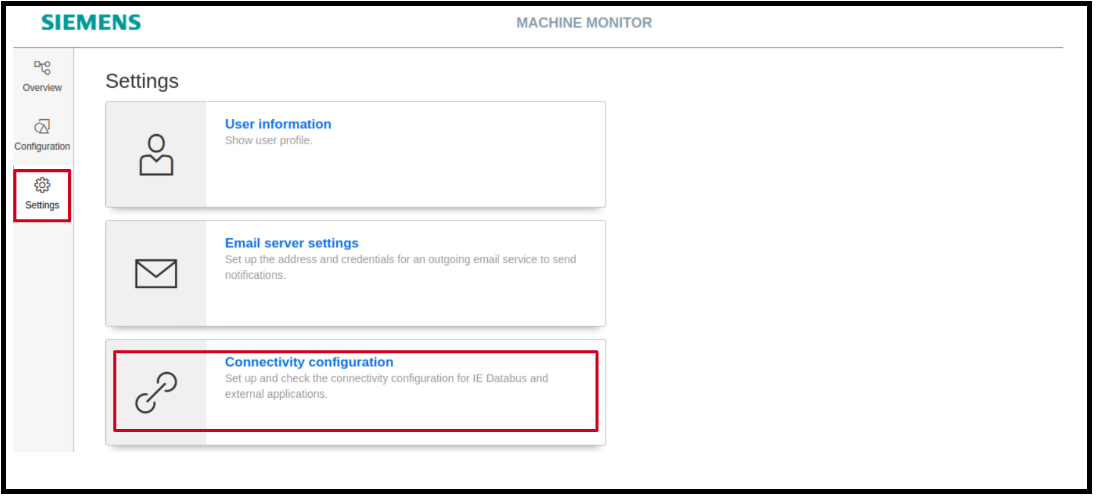 SIEMENS
MACHINE MONITOR
Overview
Configuration
Settings
Settings
User information
Show user profile.
Email server settings
Set up the address and credentials for an outgoing email service to send
notifications.
Connectivity configuration
Set up and check the connectivity configuration for IE Databus and
external applications.